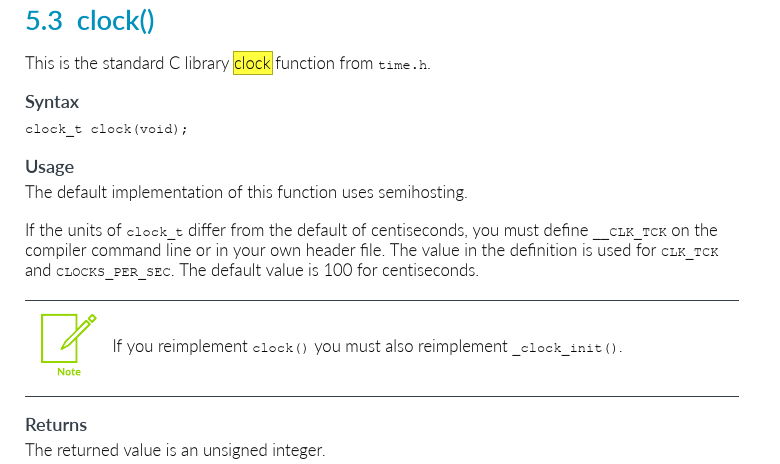 5.3 clock()
This is the standard C library clock function from time.h.
Syntax
clock_t clock(void);
Usage
The default implementation of this function uses semihosting.
If the units of clock_t differ from the default of centiseconds, you must define __CLK_TCK on the
compiler command line or in your own header file. The value in the definition is used for CLK_TCK
and CLOCKS_PER_SEC. The default value is 100 for centiseconds.
If you reimplement clock() you must also reimplement _clock_init().
Note
Returns
The returned value is an unsigned integer.